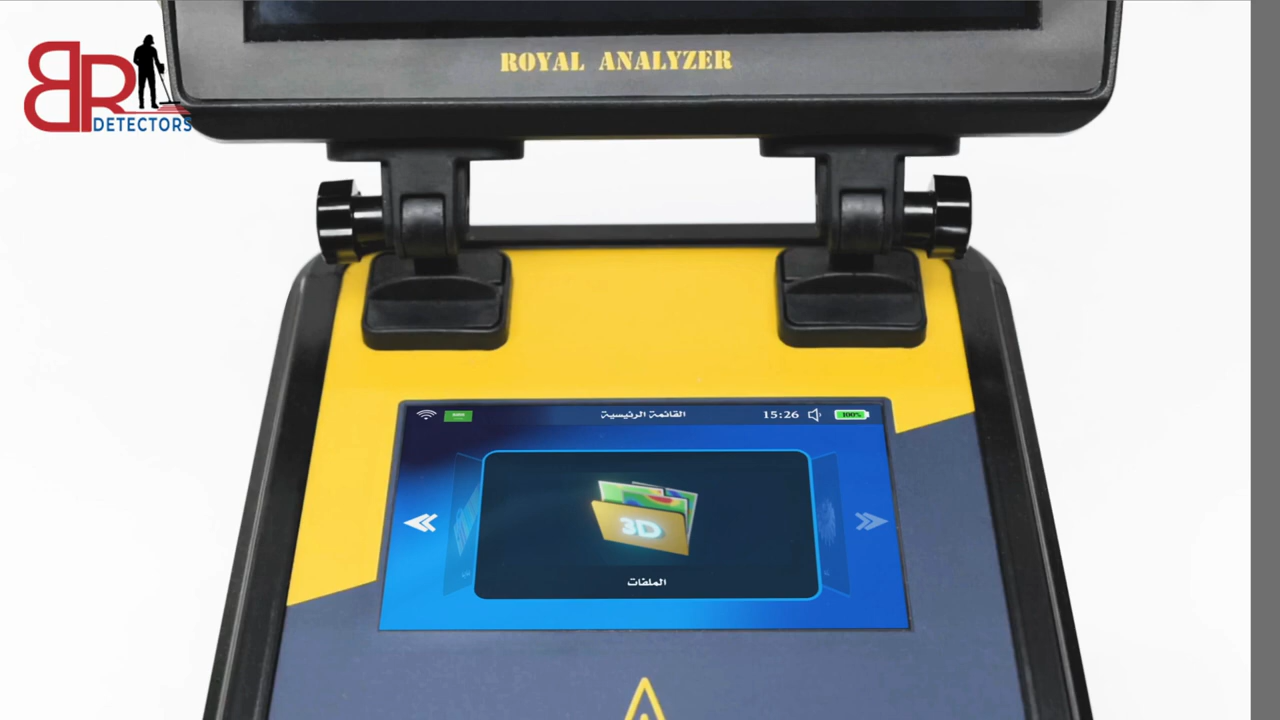 BR
DETECTORS
ROYAL ANALYZER
القائمة الرئيسية
15:26
100%
3D
الملفات